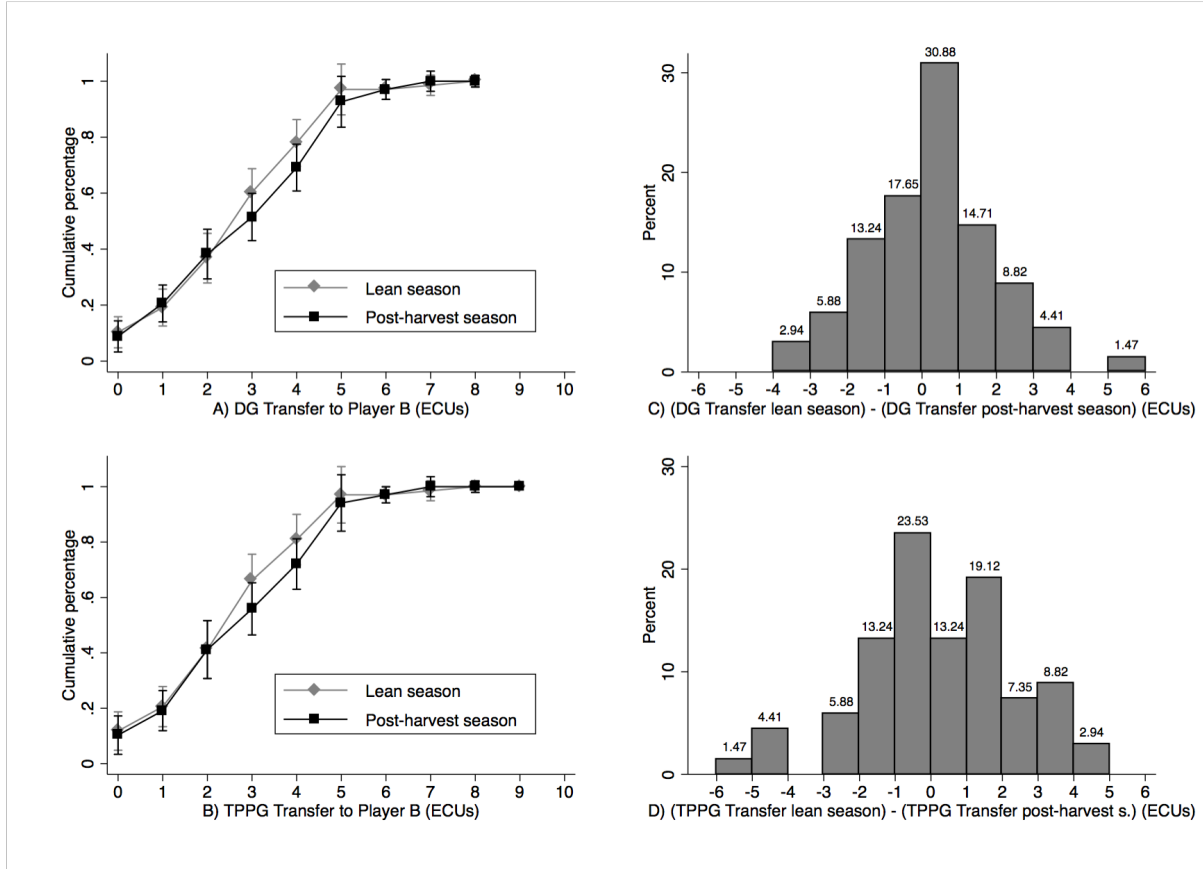 Cumulative percentage
0 .2 .4 .6 .8 1
Lean season
Post-harvest season
0 1 2 3 4 5 6 7 8 9 10
A) DG Transfer to Player B (ECUs)
Percent
0 10 20 30
2.94 5.88 13.24 17.65 30.88 14.71 8.82 4.41 1.47
-6 -5 -4 -3 -2 -1 0 1 2 3 4 5 6
C) (DG Transfer lean season) - (DG Transfer post-harvest season) (ECUs)
Cumulative percentage
0 .2 .4 .6 .8 1
Lean season
Post-harvest season
0 1 2 3 4 5 6 7 8 9 10
B) TPPG Transfer to Player B (ECUs)
Percent
0 10 20 30
1.47 4.41 5.88 13.24 23.53 13.24 19.12 7.35 8.82 2.94
-6 -5 -4 -3 -2 -1 0 1 2 3 4 5 6
D) (TPPG Transfer lean season) - (TPPG Transfer post-harvest s.) (ECUs)